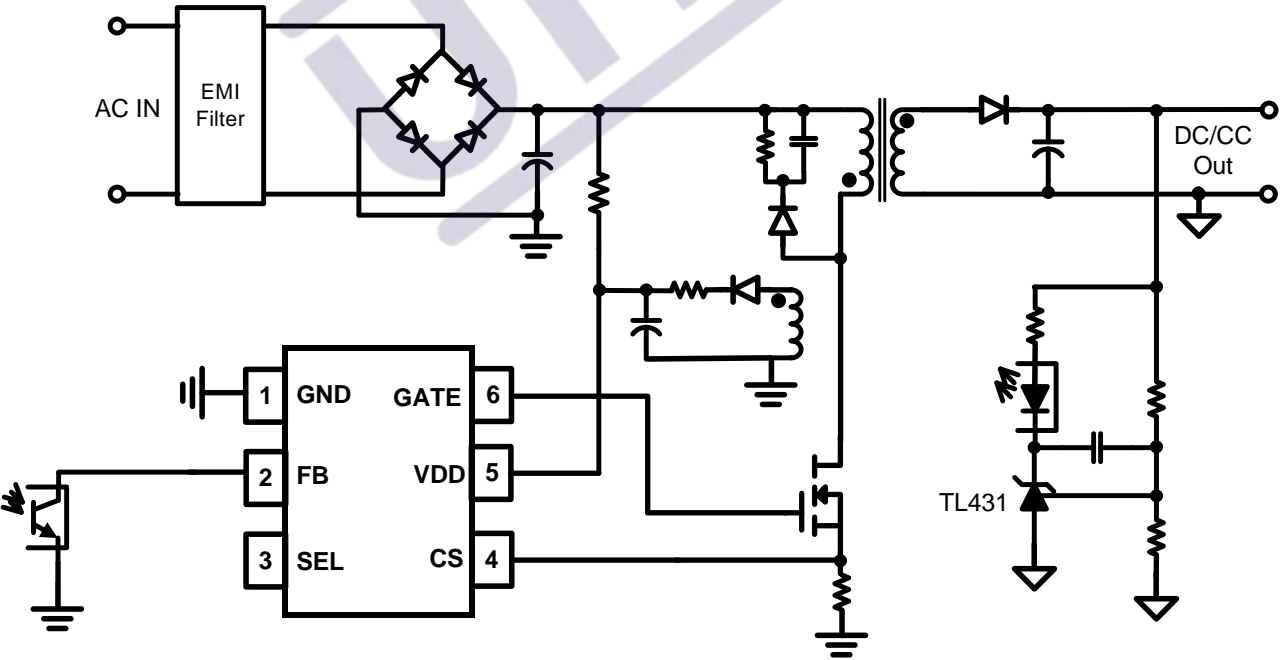 AC IN
EMI
Filter
DC/CC
Out
1 GND
GATE 6
2 FB
VDD 5
3 SEL
CS 4
TL431